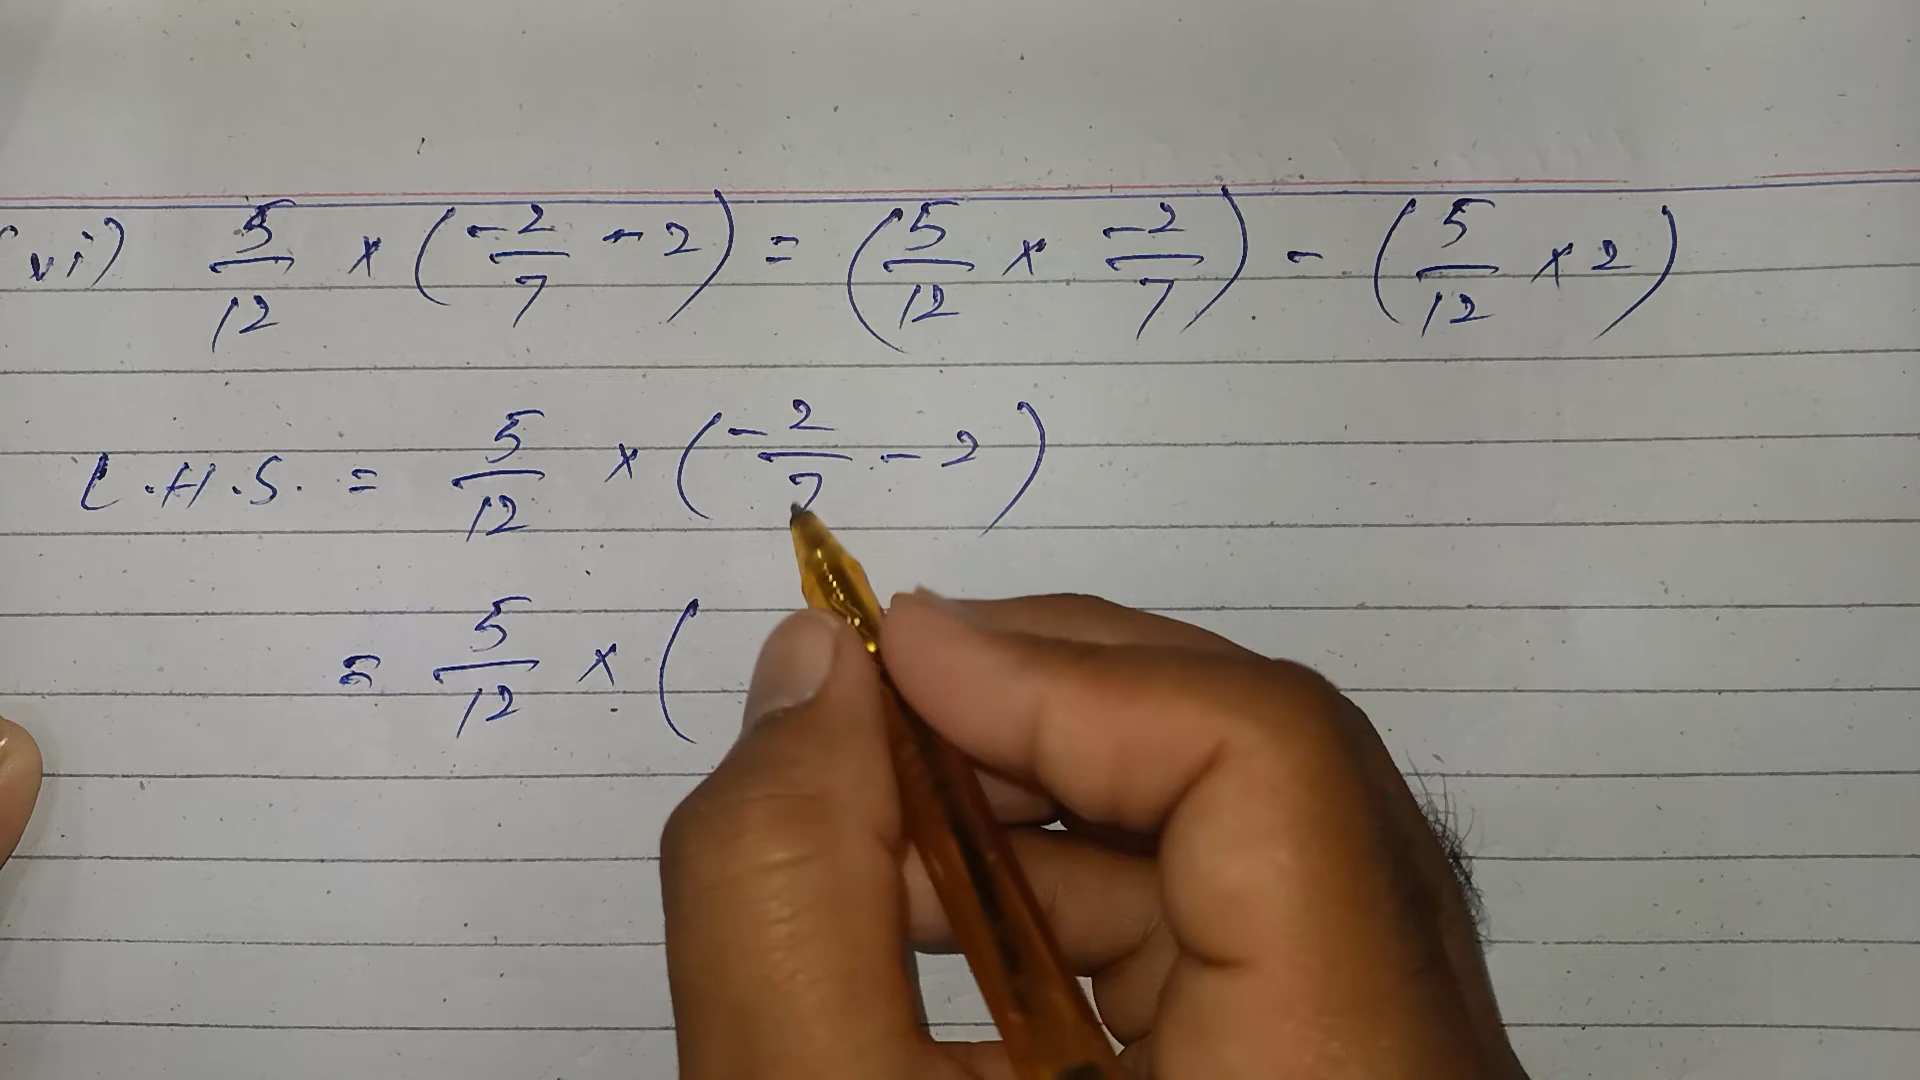 (vi) 5/12 × (-2/7 - 2) = (5/12 × -2/7) - (5/12 × 2)
L.H.S. = 5/12 × (-2/7 - 2)
= 5/12 × (